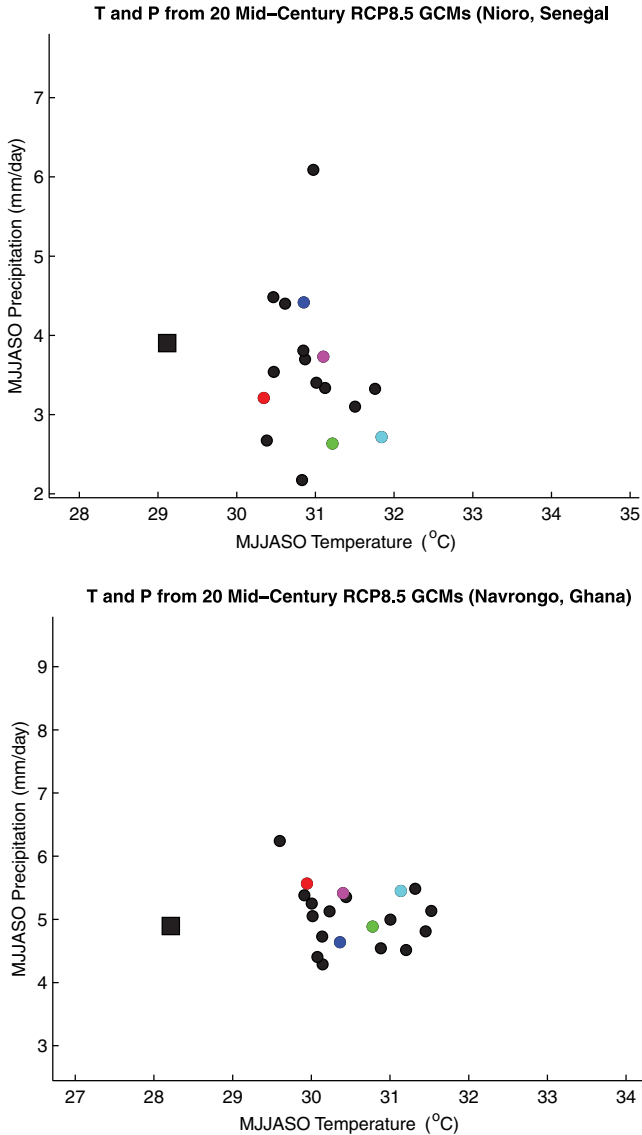 T and P from 20 Mid−Century RCP8.5 GCMs (Nioro, Senegal
7
6
5
4
3
2
MJJASO Precipitation (mm/day)
28 29 30 31 32 33 34 35
MJJASO Temperature (°C)
T and P from 20 Mid−Century RCP8.5 GCMs (Navrongo, Ghana)
9
8
7
6
5
4
3
MJJASO Precipitation (mm/day)
27 28 29 30 31 32 33 34
MJJASO Temperature (°C)